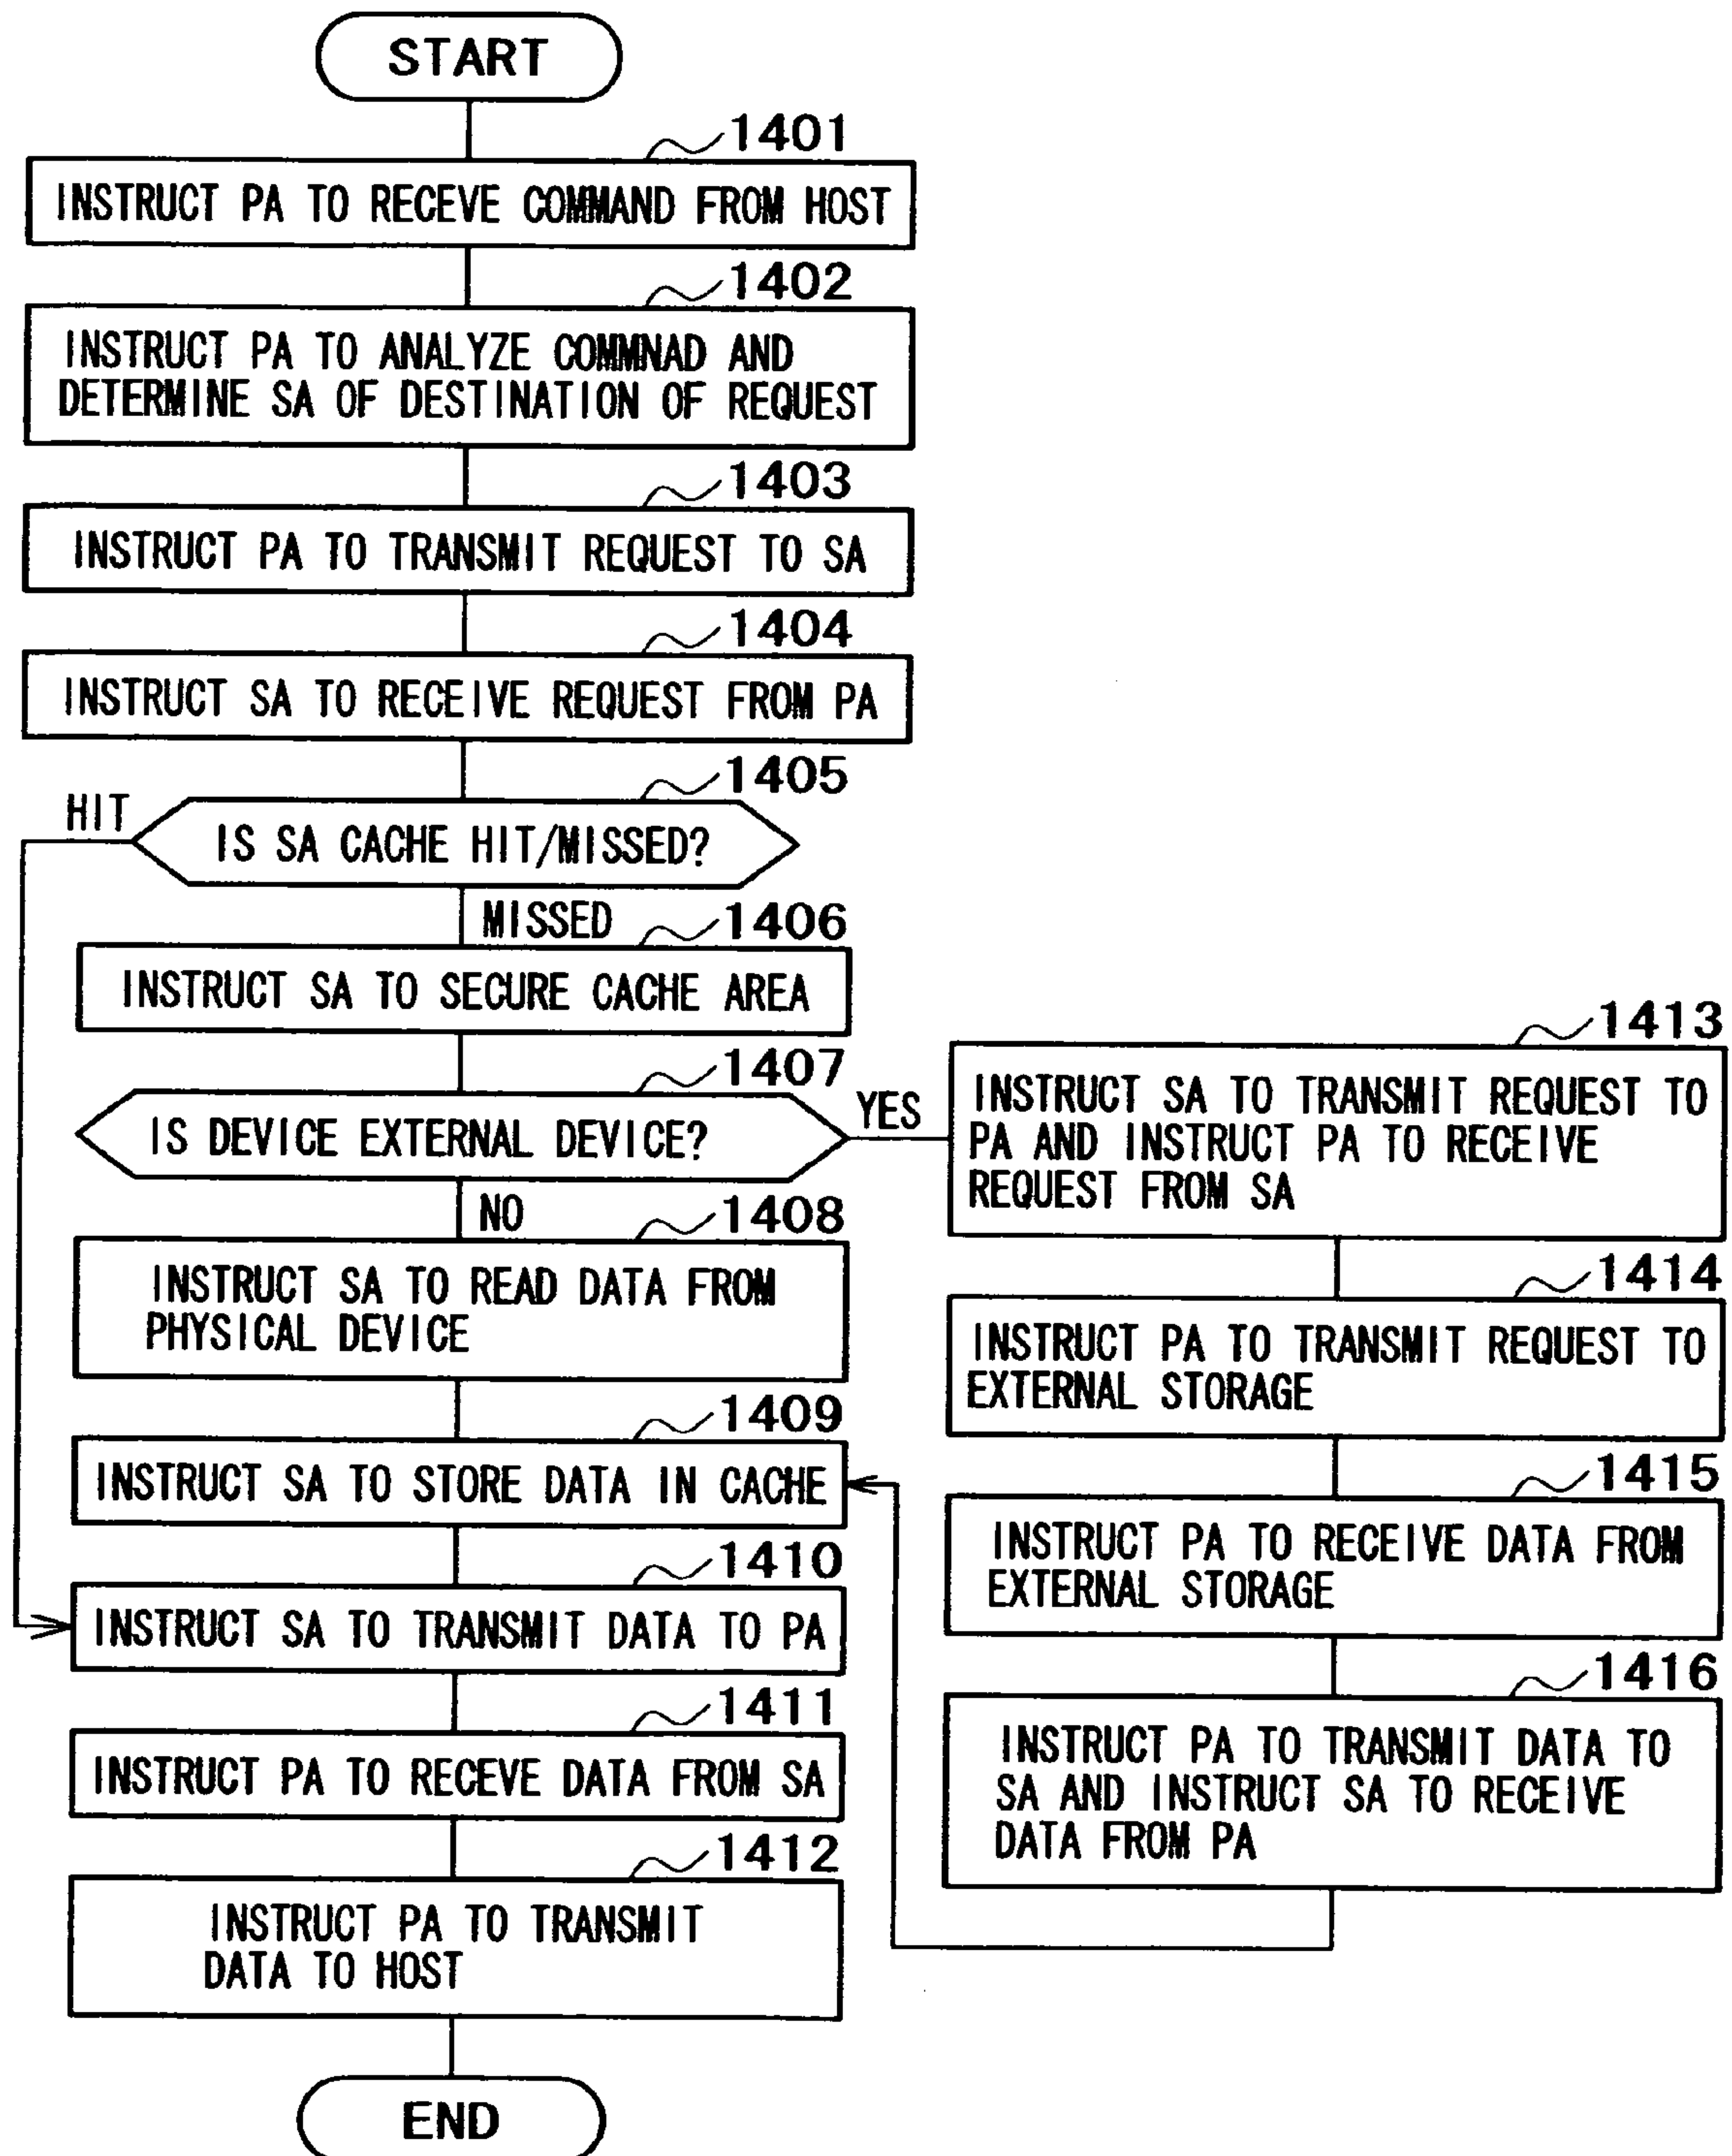 START
1401
INSTRUCT PA TO RECEVE COMMAND FROM HOST
1402
INSTRUCT PA TO ANALYZE COMMNAD AND
DETERMINE SA OF DESTINATION OF REQUEST
1403
INSTRUCT PA TO TRANSMIT REQUEST TO SA
1404
INSTRUCT SA TO RECEIVE REQUEST FROM PA
1405
HIT
IS SA CACHE HIT/MISSED?
MISSED
1406
INSTRUCT SA TO SECURE CACHE AREA
1407
IS DEVICE EXTERNAL DEVICE?
YES
NO
1408
INSTRUCT SA TO READ DATA FROM
PHYSICAL DEVICE
1409
INSTRUCT SA TO STORE DATA IN CACHE
1410
INSTRUCT SA TO TRANSMIT DATA TO PA
1411
INSTRUCT PA TO RECEVE DATA FROM SA
1412
INSTRUCT PA TO TRANSMIT
DATA TO HOST
END
1413
INSTRUCT SA TO TRANSMIT REQUEST TO
PA AND INSTRUCT PA TO RECEIVE
REQUEST FROM SA
1414
INSTRUCT PA TO TRANSMIT REQUEST TO
EXTERNAL STORAGE
1415
INSTRUCT PA TO RECEIVE DATA FROM
EXTERNAL STORAGE
1416
INSTRUCT PA TO TRANSMIT DATA TO
SA AND INSTRUCT SA TO RECEIVE
DATA FROM PA